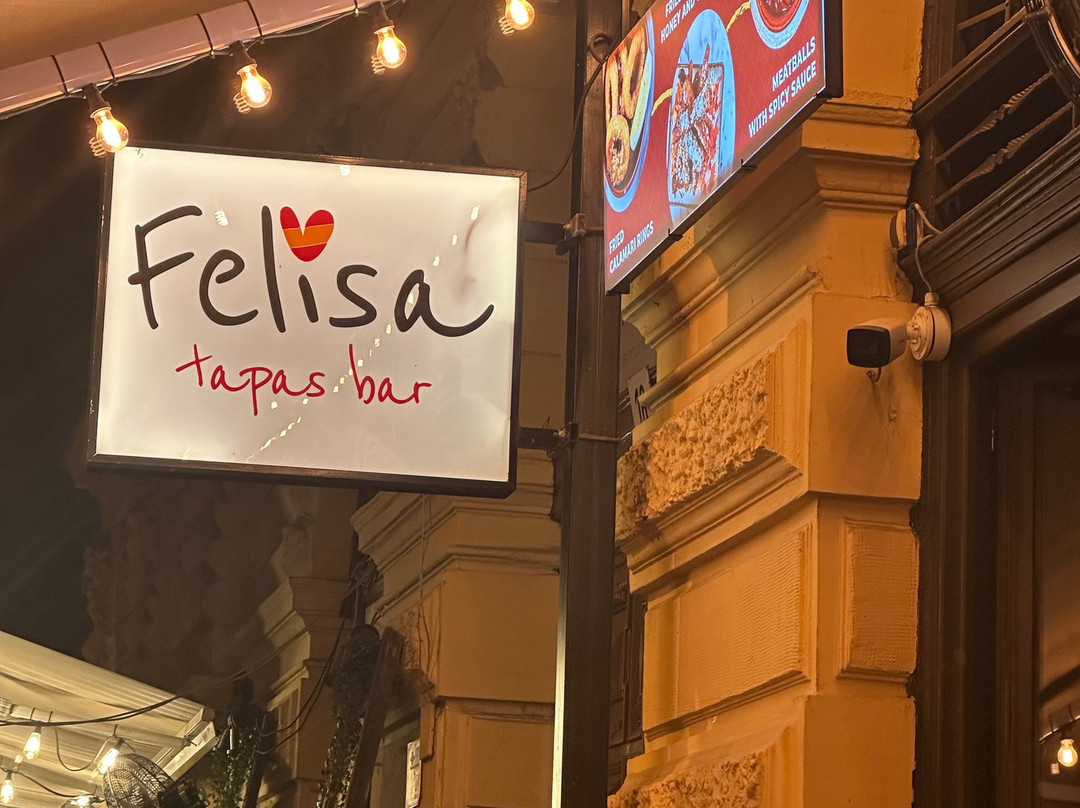 Felisa
tapas bar
HONEY AND
MEATBALLS
WITH SPICY SAUCE
FRIED
CALAMARI RINGS